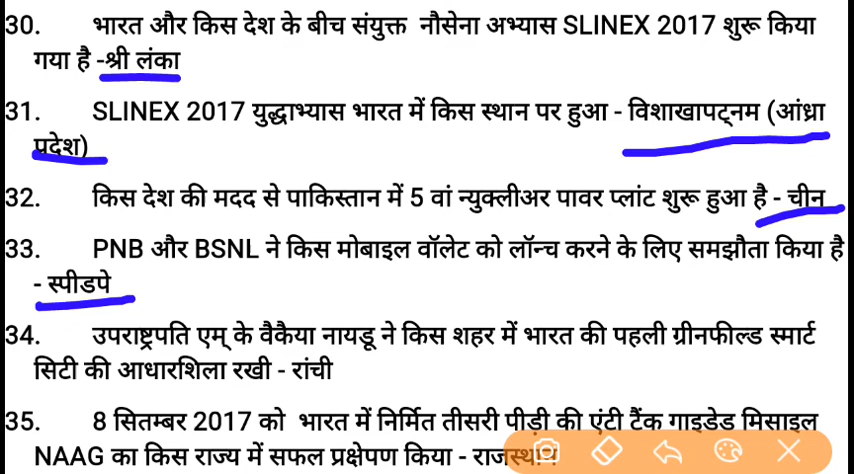 30. भारत और किस देश के बीच संयुक्त नौसेना अभ्यास SLINEX 2017 शुरू किया
गया है -श्री लंका
31. SLINEX 2017 युद्धाभ्यास भारत में किस स्थान पर हुआ - विशाखापट्नम (आंध्रा
प्रदेश)
32. किस देश की मदद से पाकिस्तान में 5 वां न्युक्लीअर पावर प्लांट शुरू हुआ है - चीन
33. PNB और BSNL ने किस मोबाइल वॉलेट को लॉन्च करने के लिए समझौता किया है
- स्पीडपे
34. उपराष्ट्रपति एम् के वैकैया नायडू ने किस शहर में भारत की पहली ग्रीनफील्ड स्मार्ट
सिटी की आधारशिला रखी - रांची
35. 8 सितम्बर 2017 को भारत में निर्मित तीसरी पीड़ी की एंटी टैंक गाइडेड मिसाइल
NAAG का किस राज्य में सफल प्रक्षेपण किया - राजस्थान